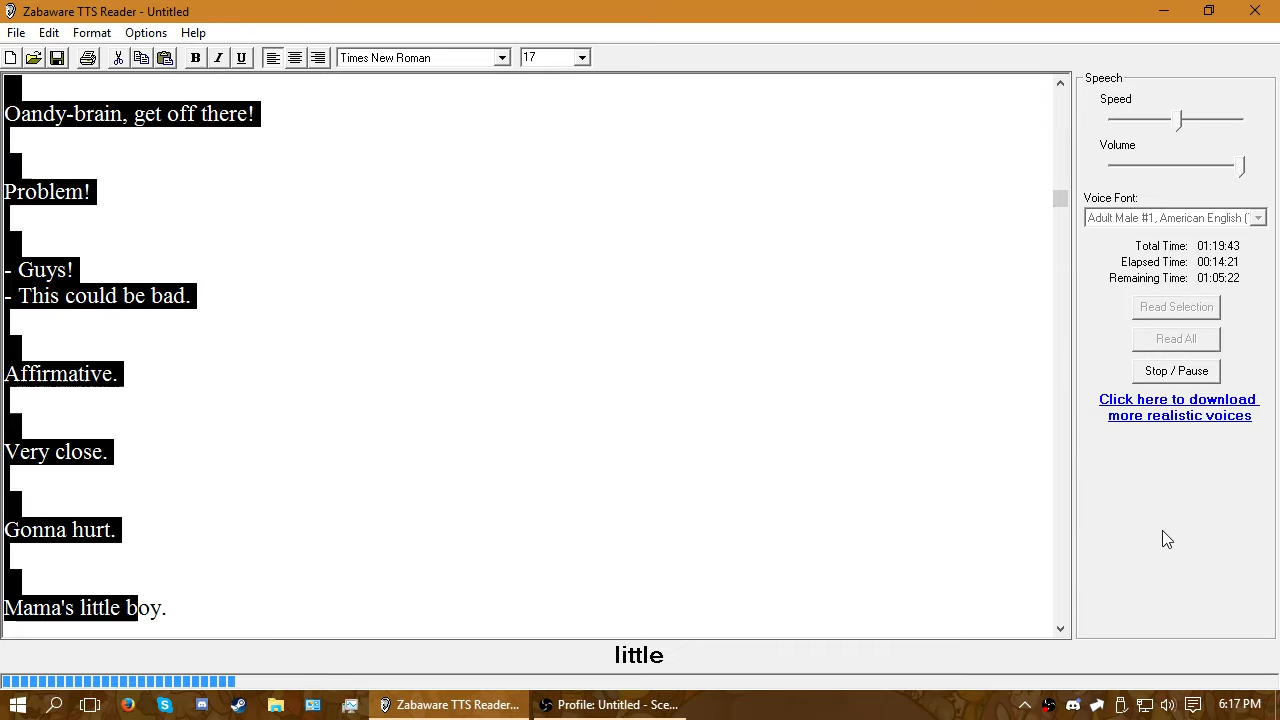 Zabaware TTS Reader - Untitled
File Edit Format Options Help
B I U Times New Roman 17
Oandy-brain, get off there!
Problem!
- Guys!
- This could be bad.
Affirmative.
Very close.
Gonna hurt.
Mama's little boy.
Speech
Speed
Volume
Voice Font:
Adult Male #1, American English (
Total Time: 01:19:43
Elapsed Time: 00:14:21
Remaining Time: 01:05:22
Read Selection
Read All
Stop / Pause
Click here to download
more realistic voices
little
Zabaware TTS Reader... Profile: Untitled - Sce... 6:17 PM